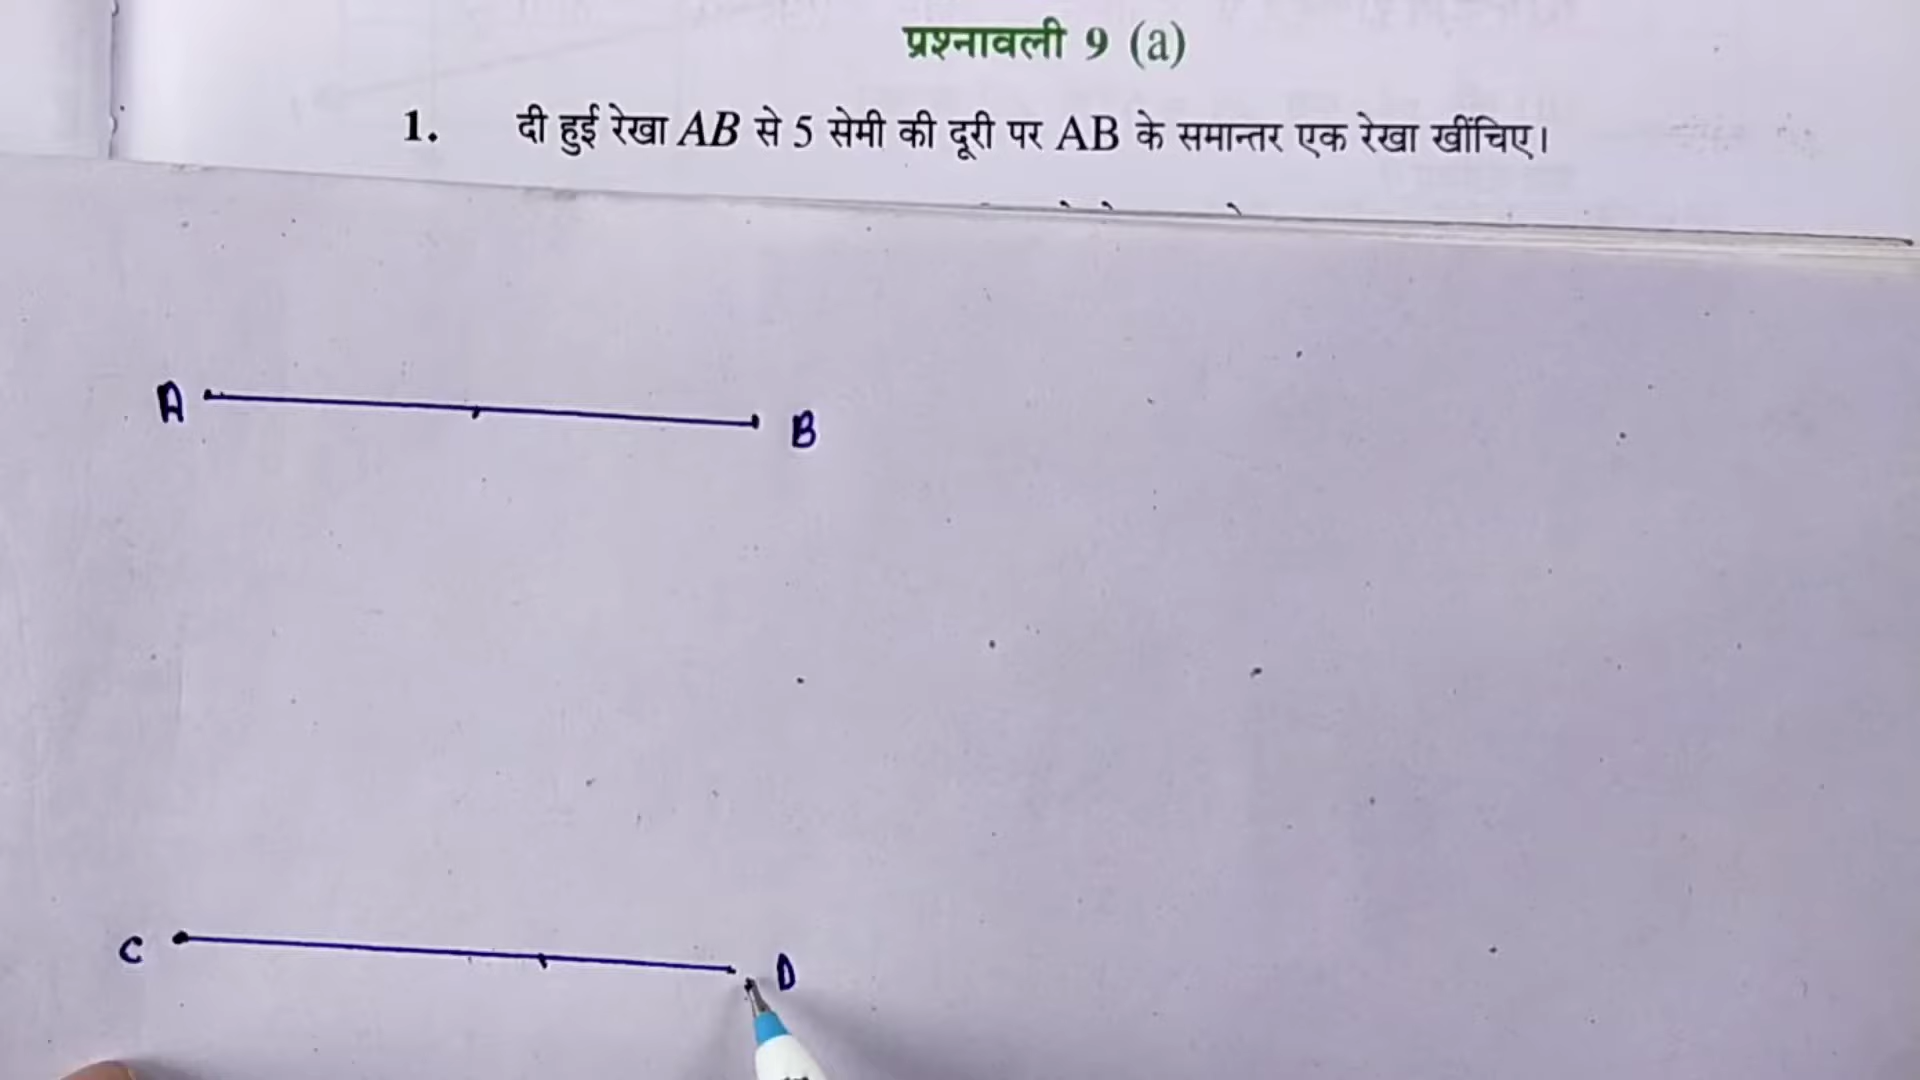 प्रश्नावली 9 (a)
1. दी हुई रेखा AB से 5 सेमी की दूरी पर AB के समान्तर एक रेखा खींचिए।
A B
C D